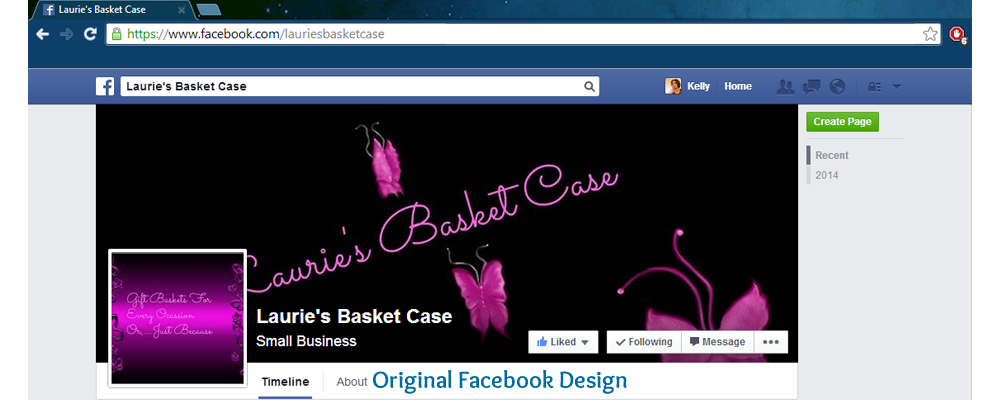 Laurie's Basket Case
https://www.facebook.com/lauriesbasketcase
f Laurie's Basket Case Kelly Home
Create Page
Recent
2014
Laurie's Basket Case
Gift Baskets For
Every Ocassion
Or,....Just Because
Laurie's Basket Case
Small Business
Liked Following Message
Timeline About Original Facebook Design